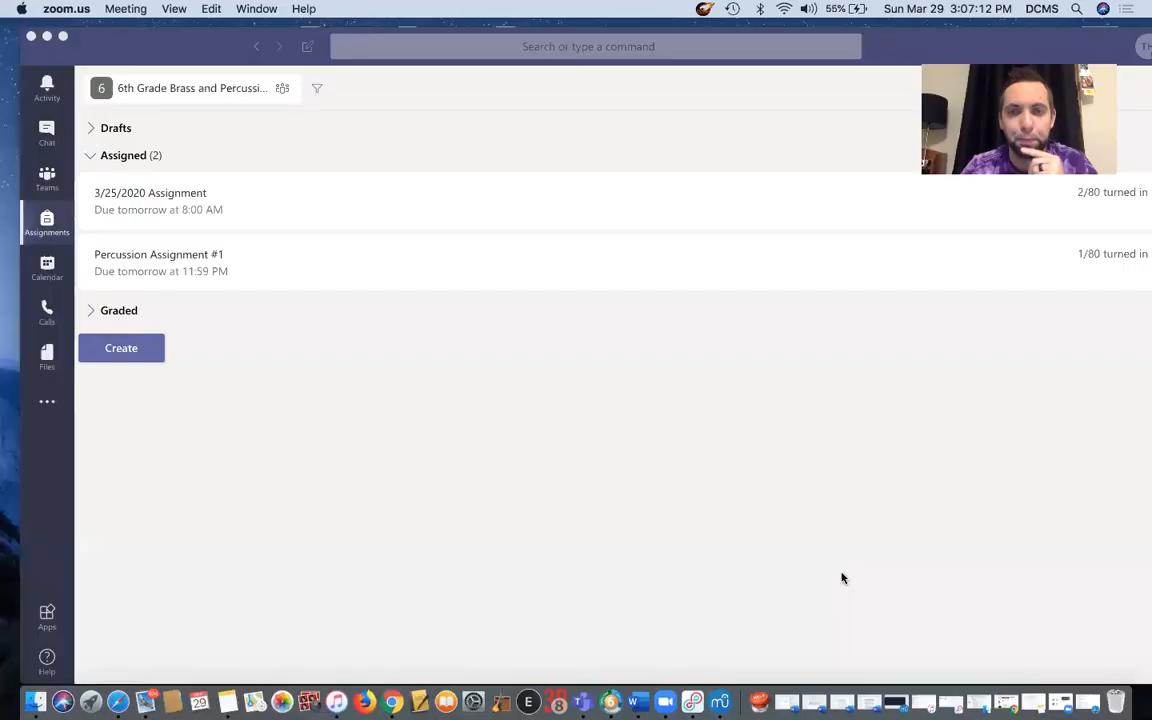 zoom.us Meeting View Edit Window Help 55% Sun Mar 29 3:07:12 PM DCMS
Search or type a command
6 6th Grade Brass and Percussi...
Activity
Chat
Teams
Assignments
Calendar
Calls
Files
Apps
Help
Drafts
Assigned (2)
3/25/2020 Assignment 2/80 turned in
Due tomorrow at 8:00 AM
Percussion Assignment #1 1/80 turned in
Due tomorrow at 11:59 PM
Graded
Create